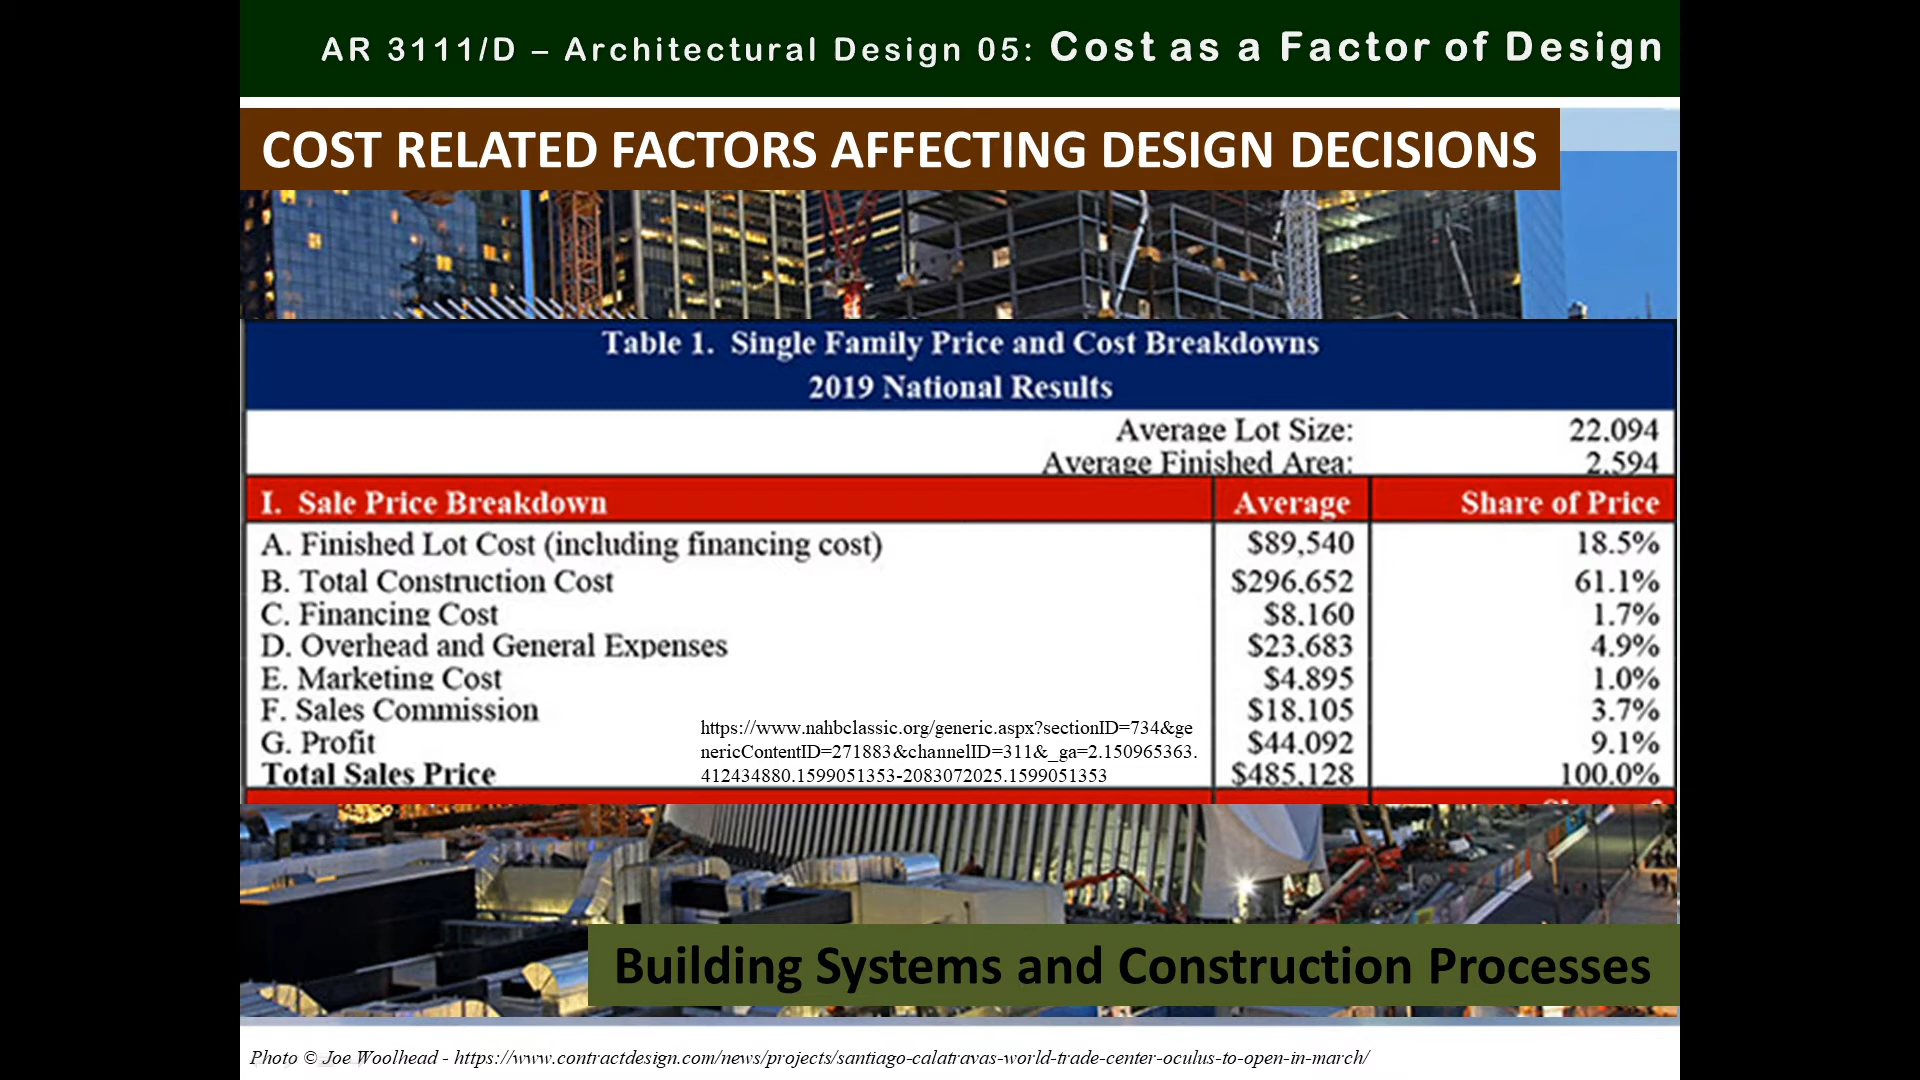 AR 3111/D – Architectural Design 05: Cost as a Factor of Design
COST RELATED FACTORS AFFECTING DESIGN DECISIONS
Table 1. Single Family Price and Cost Breakdowns
2019 National Results
Average Lot Size: 22,094
Average Finished Area: 2,594
I. Sale Price Breakdown Average Share of Price
A. Finished Lot Cost (including financing cost) $89,540 18.5%
B. Total Construction Cost $296,652 61.1%
C. Financing Cost $8,160 1.7%
D. Overhead and General Expenses $23,683 4.9%
E. Marketing Cost $4,895 1.0%
F. Sales Commission $18,105 3.7%
G. Profit $44,092 9.1%
Total Sales Price $485,128 100.0%
https://www.nahbclassic.org/generic.aspx?sectionID=734&ge
nericContentID=271883&channelID=311&_ga=2.150965363.
412434880.1599051353-2083072025.1599051353
Building Systems and Construction Processes
Photo © Joe Woolhead - https://www.contractdesign.com/news/projects/santiago-calatravas-world-trade-center-oculus-to-open-in-march/